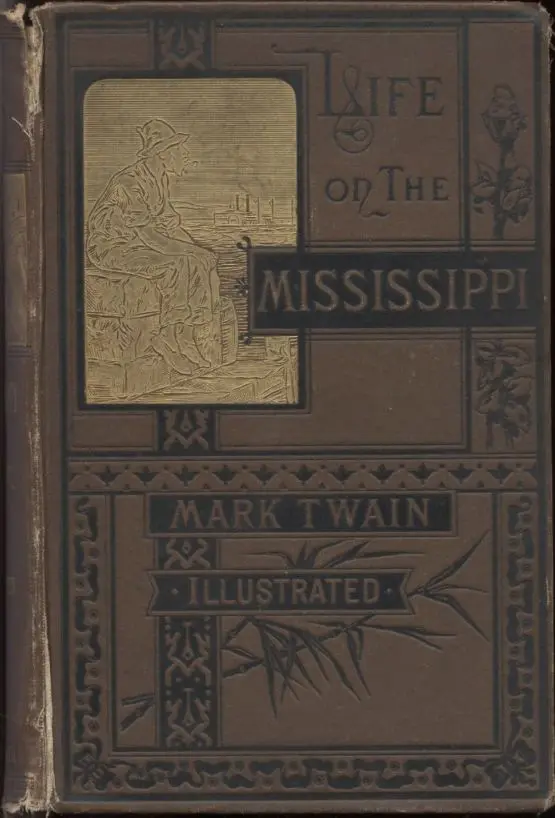 LIFE
ON THE
MISSISSIPPI
MARK TWAIN
· ILLUSTRATED ·